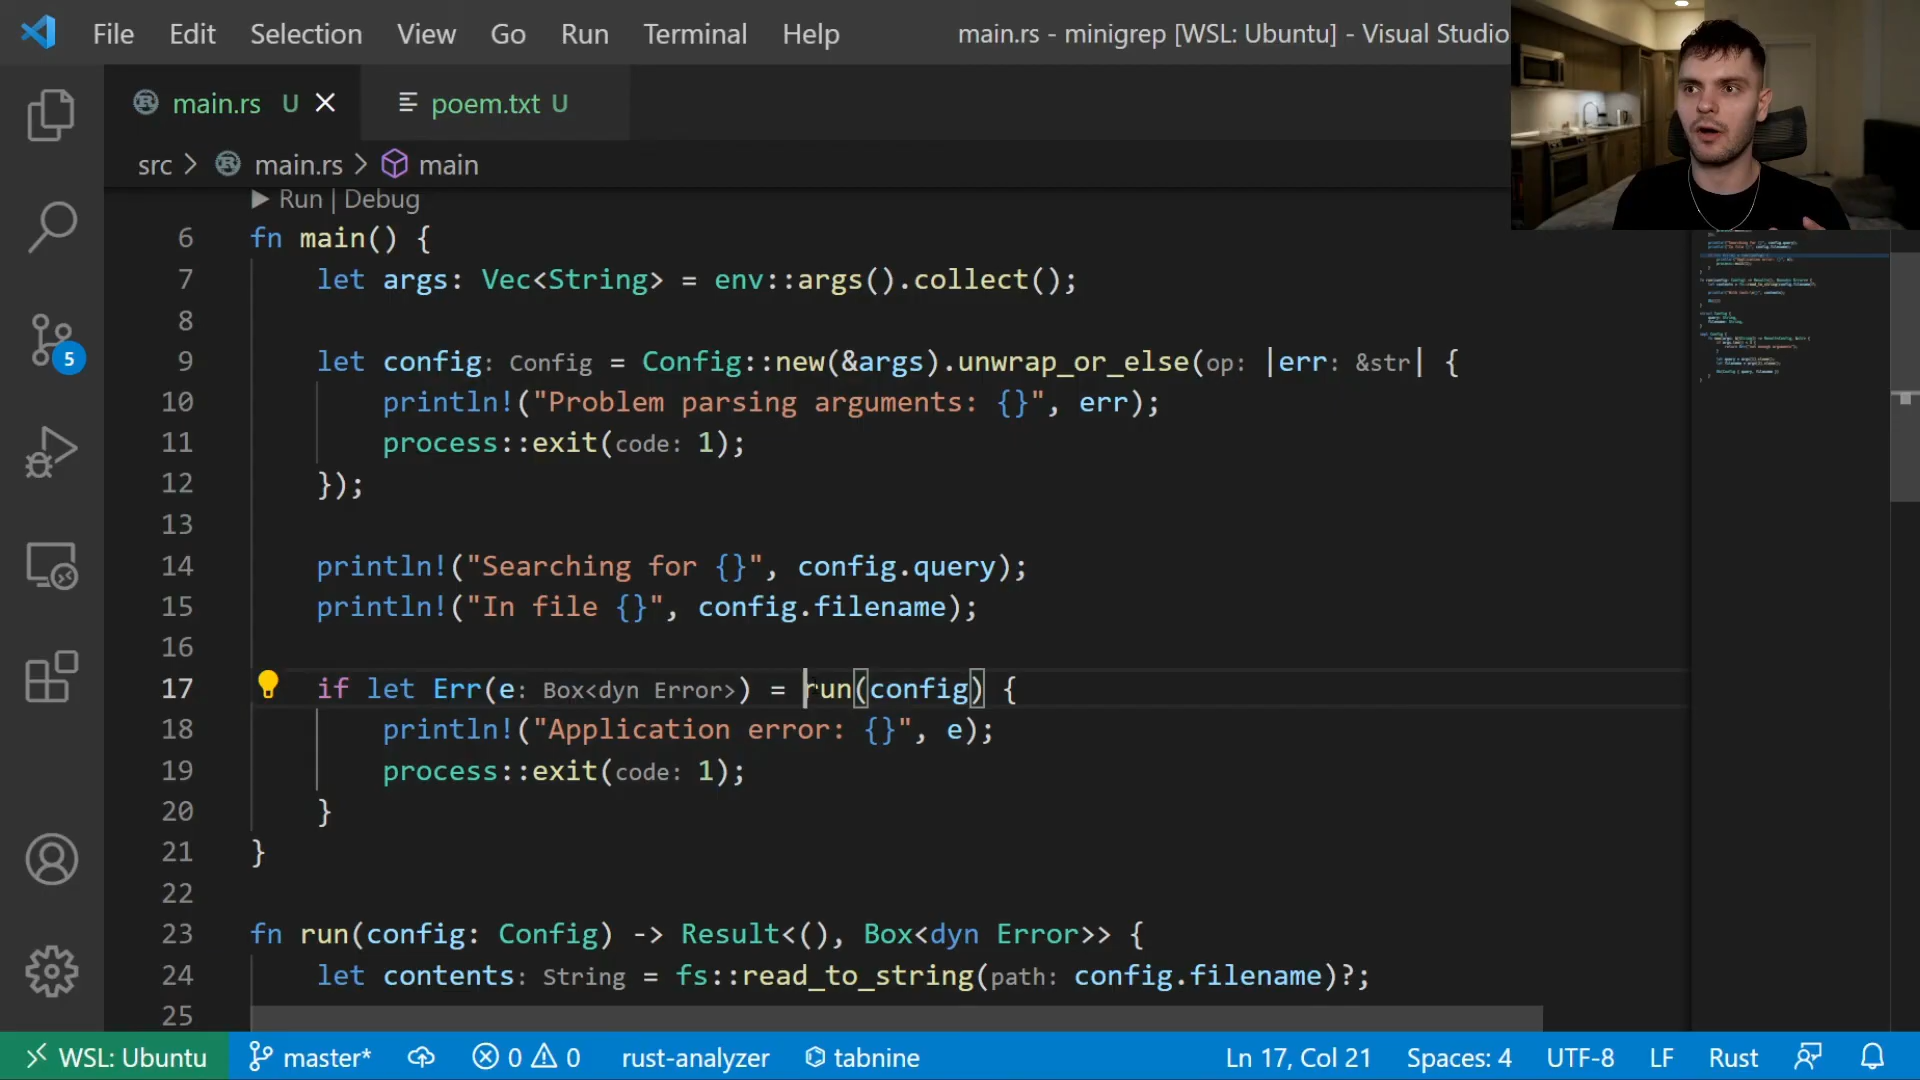 File Edit Selection View Go Run Terminal Help main.rs - minigrep [WSL: Ubuntu] - Visual Studio
main.rs U poem.txt U
src > main.rs > main
Run | Debug
6 fn main() {
7 let args: Vec<String> = env::args().collect();
8
9 let config: Config = Config::new(&args).unwrap_or_else(op: |err: &str| {
10 println!("Problem parsing arguments: {}", err);
11 process::exit(code: 1);
12 });
13
14 println!("Searching for {}", config.query);
15 println!("In file {}", config.filename);
16
17 if let Err(e: Box<dyn Error>) = run(config) {
18 println!("Application error: {}", e);
19 process::exit(code: 1);
20 }
21 }
22
23 fn run(config: Config) -> Result<(), Box<dyn Error>> {
24 let contents: String = fs::read_to_string(path: config.filename)?;
25
5
WSL: Ubuntu master* 0 0 rust-analyzer tabnine Ln 17, Col 21 Spaces: 4 UTF-8 LF Rust